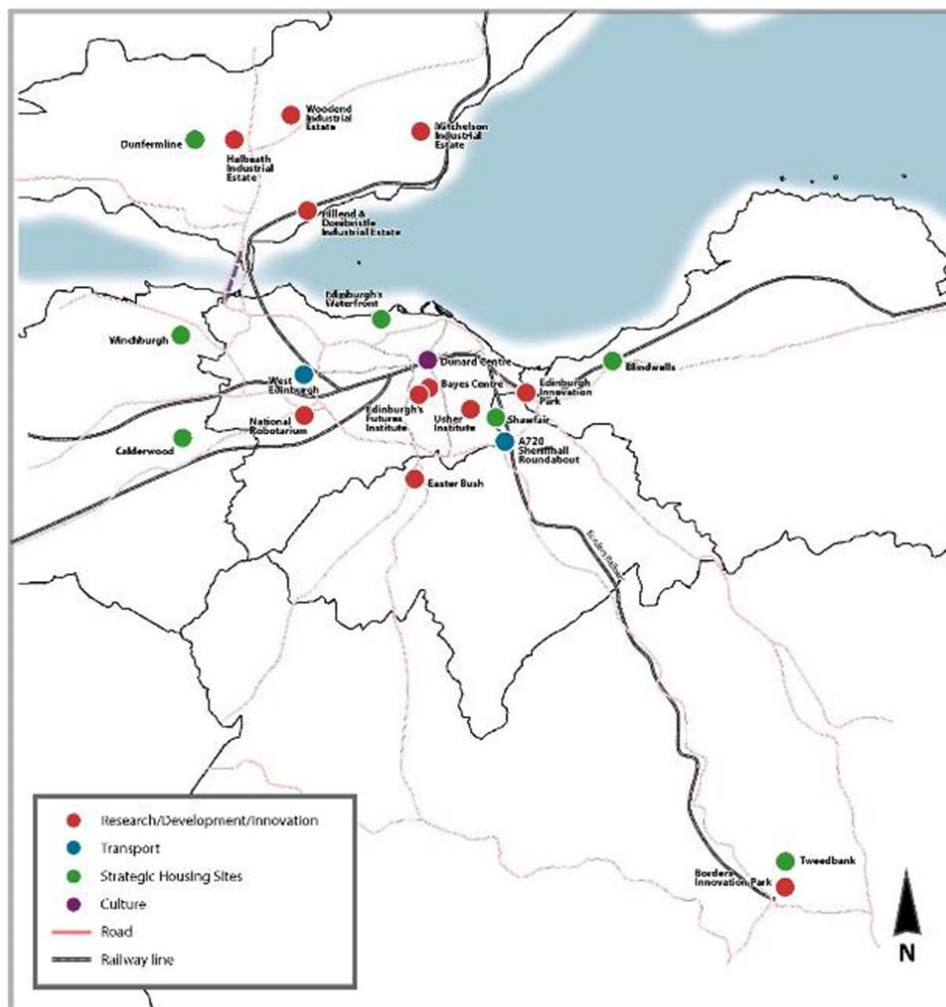 Woodend
Industrial
Estate
Mitchelson
Industrial
Estate
Dunfermline
Halbeath
Industrial
Estate
Hillend &
Donibristle
Industrial Estate
Edinburgh's
Waterfront
Winchburgh
Dunard Centre
Blindwells
West
Edinburgh
Bayes Centre
Edinburgh
Innovation
Park
Edinburgh's
Futures
Institute
National
Robotarium
Usher
Institute
Shawfair
Calderwood
A720
Sheriffhall
Roundabout
Easter Bush
Borders Railway
Tweedbank
Borders
Innovation Park
Research/Development/Innovation
Transport
Strategic Housing Sites
Culture
Road
Railway line
N